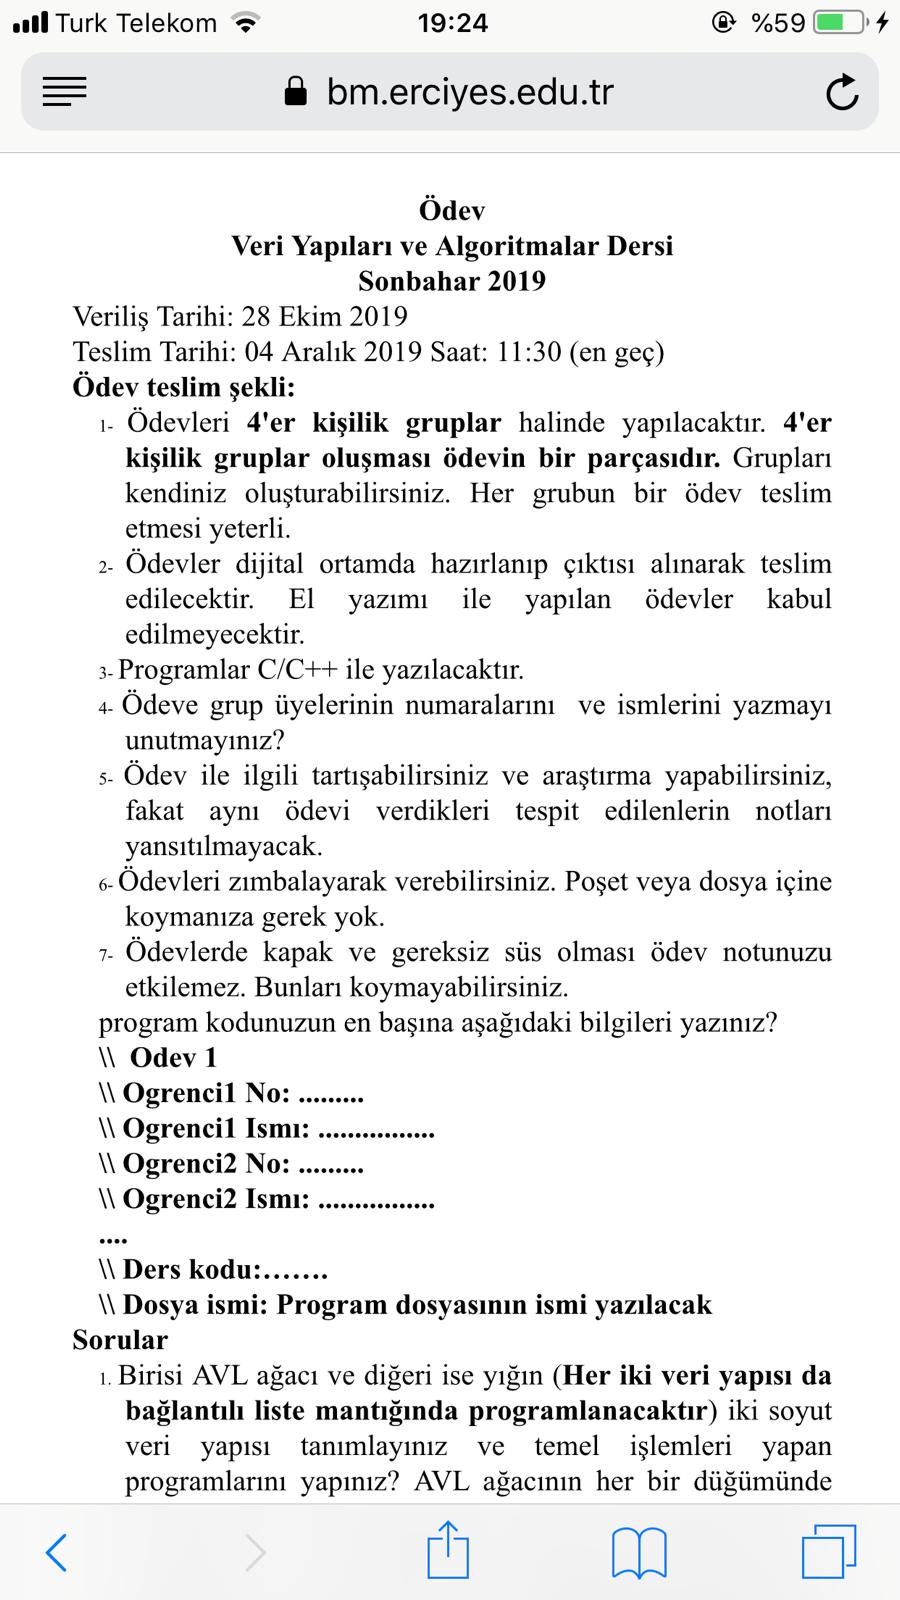 Turk Telekom 19:24 %59
bm.erciyes.edu.tr
Ödev
Veri Yapıları ve Algoritmalar Dersi
Sonbahar 2019
Veriliş Tarihi: 28 Ekim 2019
Teslim Tarihi: 04 Aralık 2019 Saat: 11:30 (en geç)
Ödev teslim şekli:
1- Ödevleri 4'er kişilik gruplar halinde yapılacaktır. 4'er
kişilik gruplar oluşması ödevin bir parçasıdır. Grupları
kendiniz oluşturabilirsiniz. Her grubun bir ödev teslim
etmesi yeterli.
2- Ödevler dijital ortamda hazırlanıp çıktısı alınarak teslim
edilecektir. El yazımı ile yapılan ödevler kabul
edilmeyecektir.
3- Programlar C/C++ ile yazılacaktır.
4- Ödeve grup üyelerinin numaralarını ve ismlerini yazmayı
unutmayınız?
5- Ödev ile ilgili tartışabilirsiniz ve araştırma yapabilirsiniz,
fakat aynı ödevi verdikleri tespit edilenlerin notları
yansıtılmayacak.
6- Ödevleri zımbalayarak verebilirsiniz. Poşet veya dosya içine
koymanıza gerek yok.
7- Ödevlerde kapak ve gereksiz süs olması ödev notunuzu
etkilemez. Bunları koymayabilirsiniz.
program kodunuzun en başına aşağıdaki bilgileri yazınız?
\\ Odev 1
\\ Ogrenci1 No: .........
\\ Ogrenci1 Ismı: ................
\\ Ogrenci2 No: .........
\\ Ogrenci2 Ismı: ................
....
\\ Ders kodu:.......
\\ Dosya ismi: Program dosyasının ismi yazılacak
Sorular
1. Birisi AVL ağacı ve diğeri ise yığın (Her iki veri yapısı da
bağlantılı liste mantığında programlanacaktır) iki soyut
veri yapısı tanımlayınız ve temel işlemleri yapan
programlarını yapınız? AVL ağacının her bir düğümünde